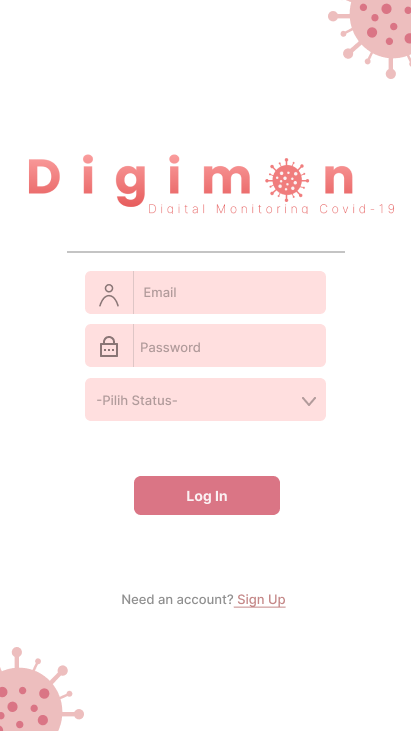 Digimon
Digital Monitoring Covid-19
Email
Password
-Pilih Status-
Log In
Need an account? Sign Up